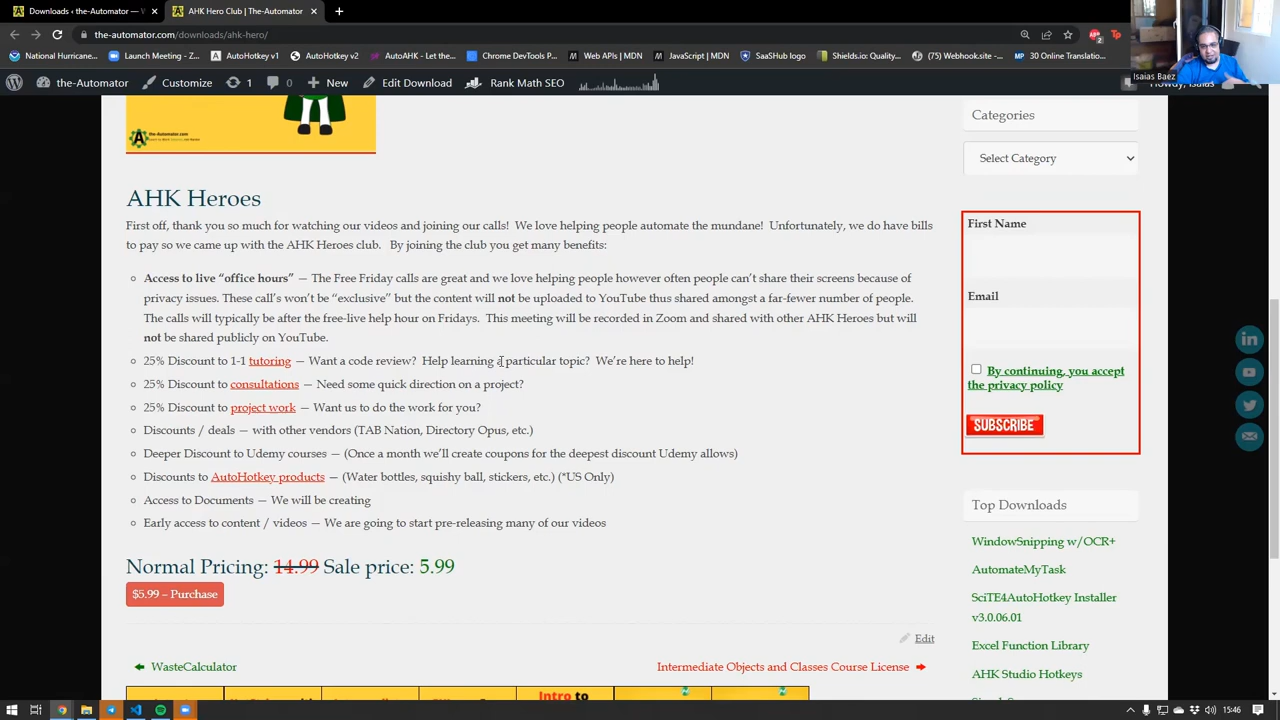 Downloads ‹ the-Automator —
AHK Hero Club | The-Automator
the-automator.com/downloads/ahk-hero/
National Hurricane...
Launch Meeting - Z...
AutoHotkey (v1)
AutoHotkey v2
AutoAHK - Let the...
Chrome DevTools P...
Web APIs | MDN
JavaScript | MDN
SaaSHub logo
Shields.io: Quality...
(75) Webhook.site -...
30 Online Optimiz...
Isaias Baez
the-Automator
Customize
1
0
New
Edit Download
Rank Math SEO
Howdy, Isaias
the-Automator.com
AHK Heroes
First off, thank you so much for watching our videos and joining our calls! We love helping people automate the mundane! Unfortunately, we do have bills
to pay so we came up with the AHK Heroes club. By joining the club you get many benefits:
Access to live “office hours” — The Free Friday calls are great and we love helping people however often people can’t share their screens because of
privacy issues. These call’s won’t be “exclusive” but the content will not be uploaded to YouTube thus shared amongst a far-fewer number of people.
The calls will typically be after the free-live help hour on Fridays. This meeting will be recorded in Zoom and shared with other AHK Heroes but will
not be shared publicly on YouTube.
25% Discount to 1-1 tutoring — Want a code review? Help learning a particular topic? We’re here to help!
25% Discount to consultations — Need some quick direction on a project?
25% Discount to project work — Want us to do the work for you?
Discounts / deals — with other vendors (TAB Nation, Directory Opus, etc.)
Deeper Discount to Udemy courses — (Once a month we’ll create coupons for the deepest discount Udemy allows)
Discounts to AutoHotkey products — (Water bottles, squishy ball, stickers, etc.) (*US Only)
Access to Documents — We will be creating
Early access to content / videos — We are going to start pre-releasing many of our videos
Normal Pricing: 14.99 Sale price: 5.99
$5.99 – Purchase
Edit
WasteCalculator
Intermediate Objects and Classes Course License
Intro to
Categories
Select Category
First Name
Email
By continuing, you accept
the privacy policy
SUBSCRIBE
Top Downloads
WindowSnipping w/OCR+
AutomateMyTask
SciTE4AutoHotkey Installer
v3.0.06.01
Excel Function Library
AHK Studio Hotkeys
15:46